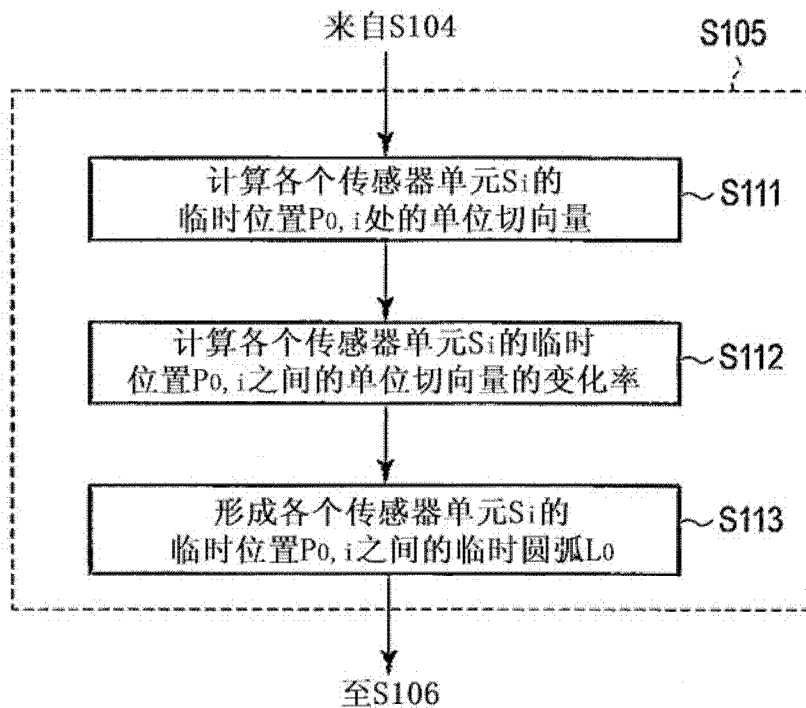 来自S104
S105
计算各个传感器单元Si的
临时位置P0,i处的单位切向量
S111
计算各个传感器单元Si的临时
位置P0,i之间的单位切向量的变化率
S112
形成各个传感器单元Si的
临时位置P0,i之间的临时圆弧L0
S113
至S106